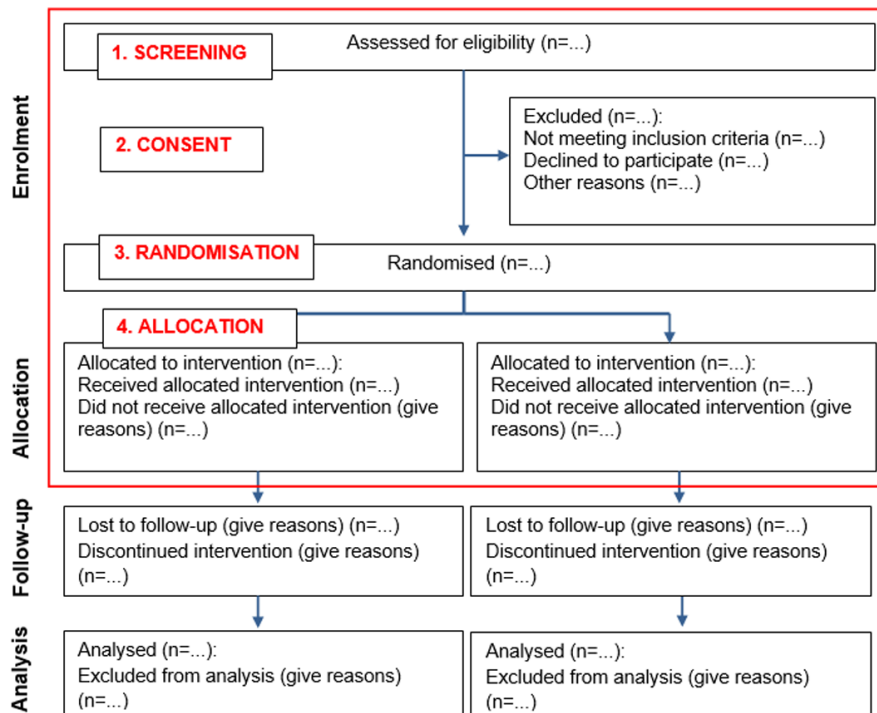 Enrolment
1. SCREENING
Assessed for eligibility (n=...)
2. CONSENT
Excluded (n=...):
Not meeting inclusion criteria (n=...)
Declined to participate (n=...)
Other reasons (n=...)
3. RANDOMISATION
Randomised (n=...)
Allocation
4. ALLOCATION
Allocated to intervention (n=...):
Received allocated intervention (n=...)
Did not receive allocated intervention (give
reasons) (n=...)
Allocated to intervention (n=...):
Received allocated intervention (n=...)
Did not receive allocated intervention (give
reasons) (n=...)
Follow-up
Lost to follow-up (give reasons) (n=...)
Discontinued intervention (give reasons)
(n=...)
Lost to follow-up (give reasons) (n=...)
Discontinued intervention (give reasons)
(n=...)
Analysis
Analysed (n=...):
Excluded from analysis (give reasons)
(n=...)
Analysed (n=...):
Excluded from analysis (give reasons)
(n=...)